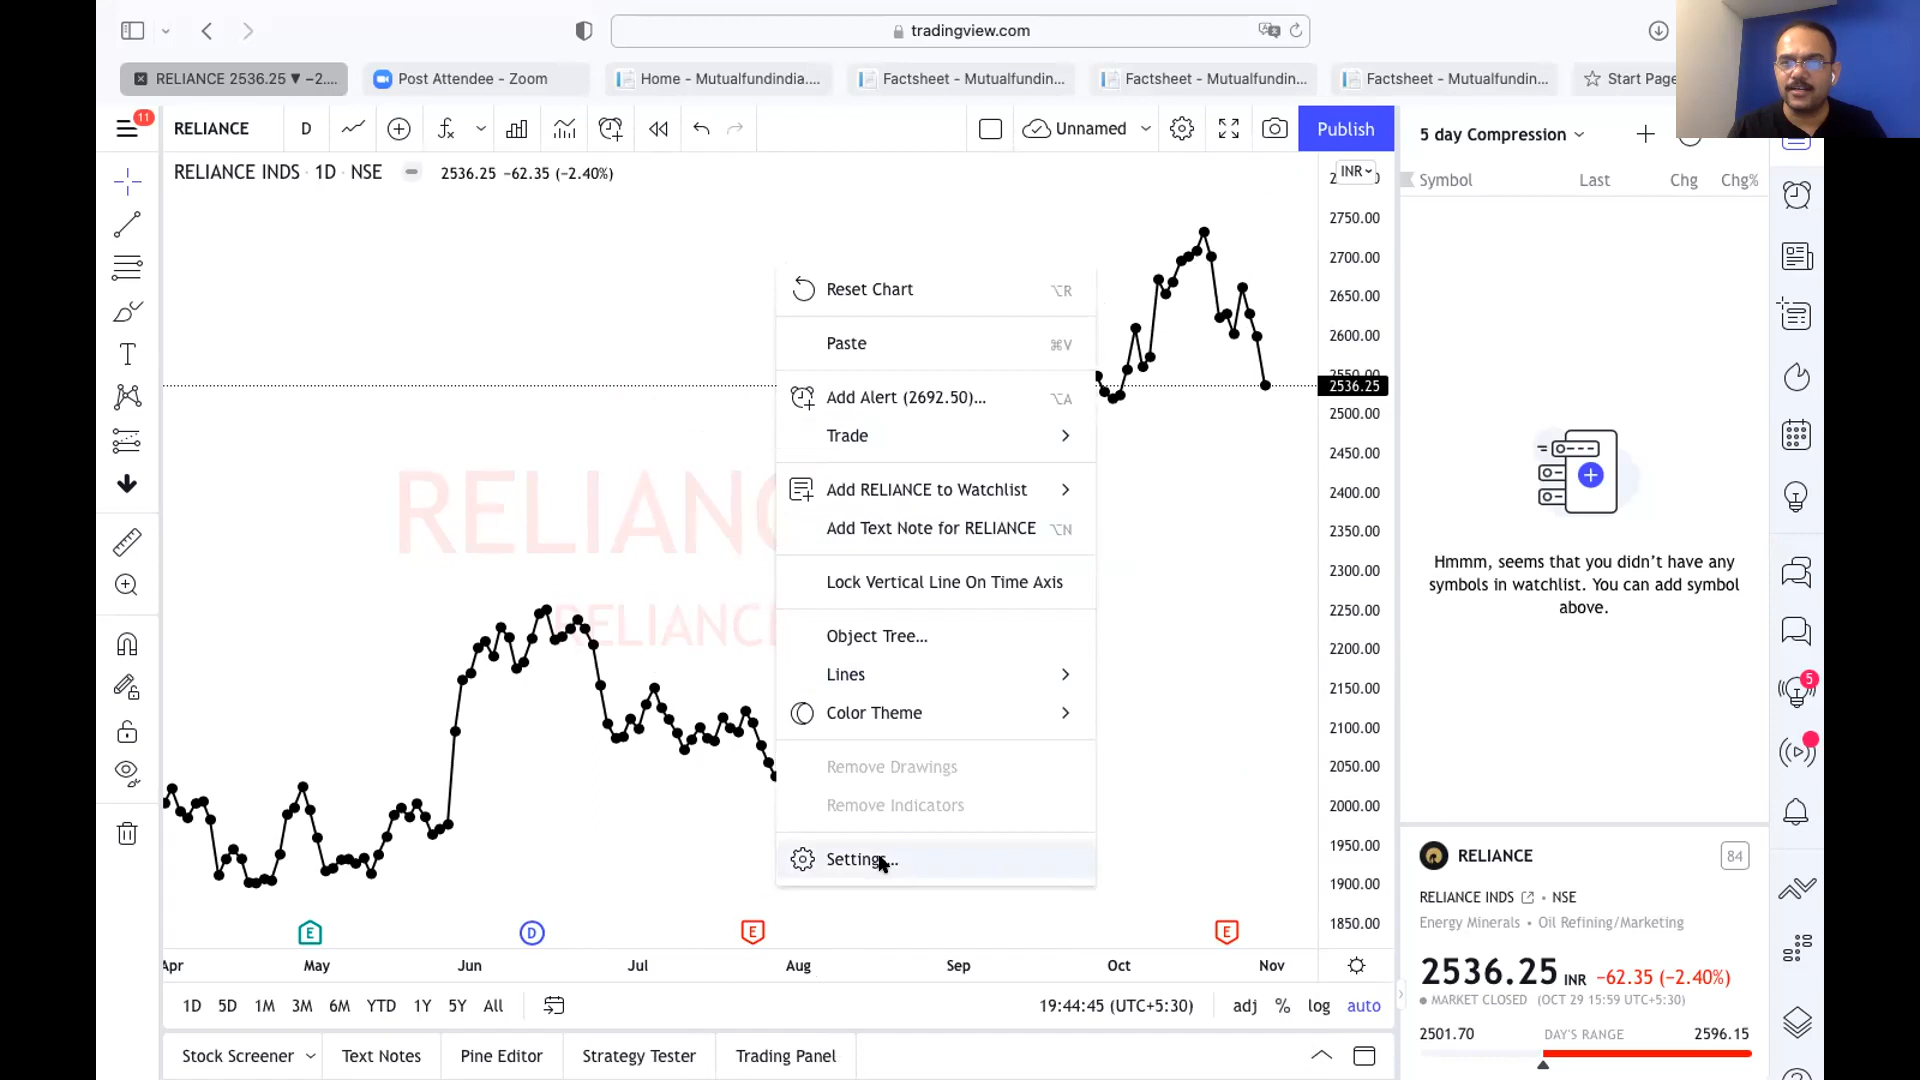 tradingview.com
RELIANCE 2536.25 ▼ −2....
Post Attendee - Zoom
Home - Mutualfundindia....
Factsheet - Mutualfundin...
Factsheet - Mutualfundin...
Factsheet - Mutualfundin...
Start Page
11
RELIANCE
D
Unnamed
Publish
5 day Compression
RELIANCE INDS · 1D · NSE
2536.25 −62.35 (−2.40%)
INR
Symbol Last Chg Chg%
2750.00
2700.00
2650.00
2600.00
2550.00
2536.25
2500.00
2450.00
2400.00
2350.00
2300.00
2250.00
2200.00
2150.00
2100.00
2050.00
2000.00
1950.00
1900.00
1850.00
Reset Chart ⌥R
Paste ⌘V
Add Alert (2692.50)... ⌥A
Trade
Add RELIANCE to Watchlist
Add Text Note for RELIANCE ⌥N
Lock Vertical Line On Time Axis
Object Tree...
Lines
Color Theme
Remove Drawings
Remove Indicators
Settings...
RELIANC
RELIANC
Hmmm, seems that you didn't have any
symbols in watchlist. You can add symbol
above.
5
E
D
E
E
Apr May Jun Jul Aug Sep Oct Nov
1D 5D 1M 3M 6M YTD 1Y 5Y All
19:44:45 (UTC+5:30)
adj % log auto
Stock Screener
Text Notes
Pine Editor
Strategy Tester
Trading Panel
RELIANCE
84
RELIANCE INDS • NSE
Energy Minerals • Oil Refining/Marketing
2536.25 INR −62.35 (−2.40%)
● MARKET CLOSED (OCT 29 15:59 UTC+5:30)
2501.70 DAY'S RANGE 2596.15